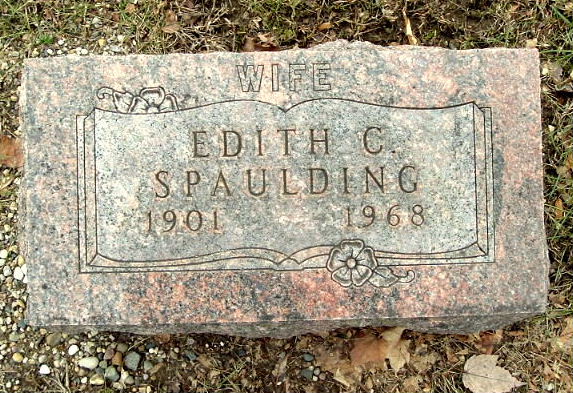 WIFE
EDITH C.
SPAULDING
1901 1968